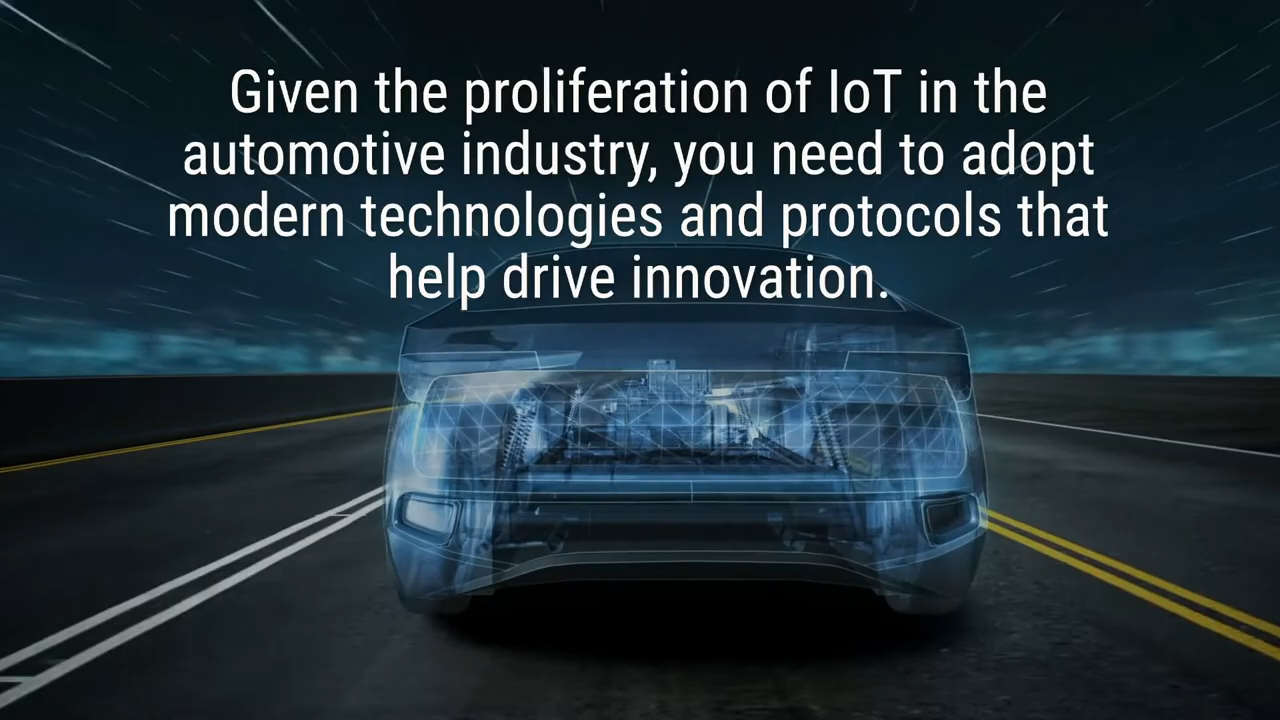 Given the proliferation of IoT in the
automotive industry, you need to adopt
modern technologies and protocols that
help drive innovation.